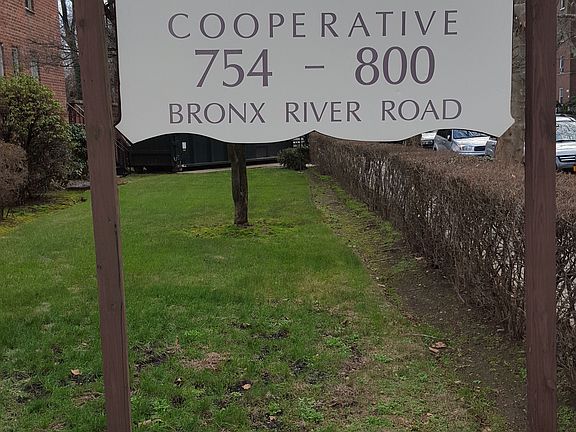 COOPERATIVE
754 – 800
BRONX RIVER ROAD